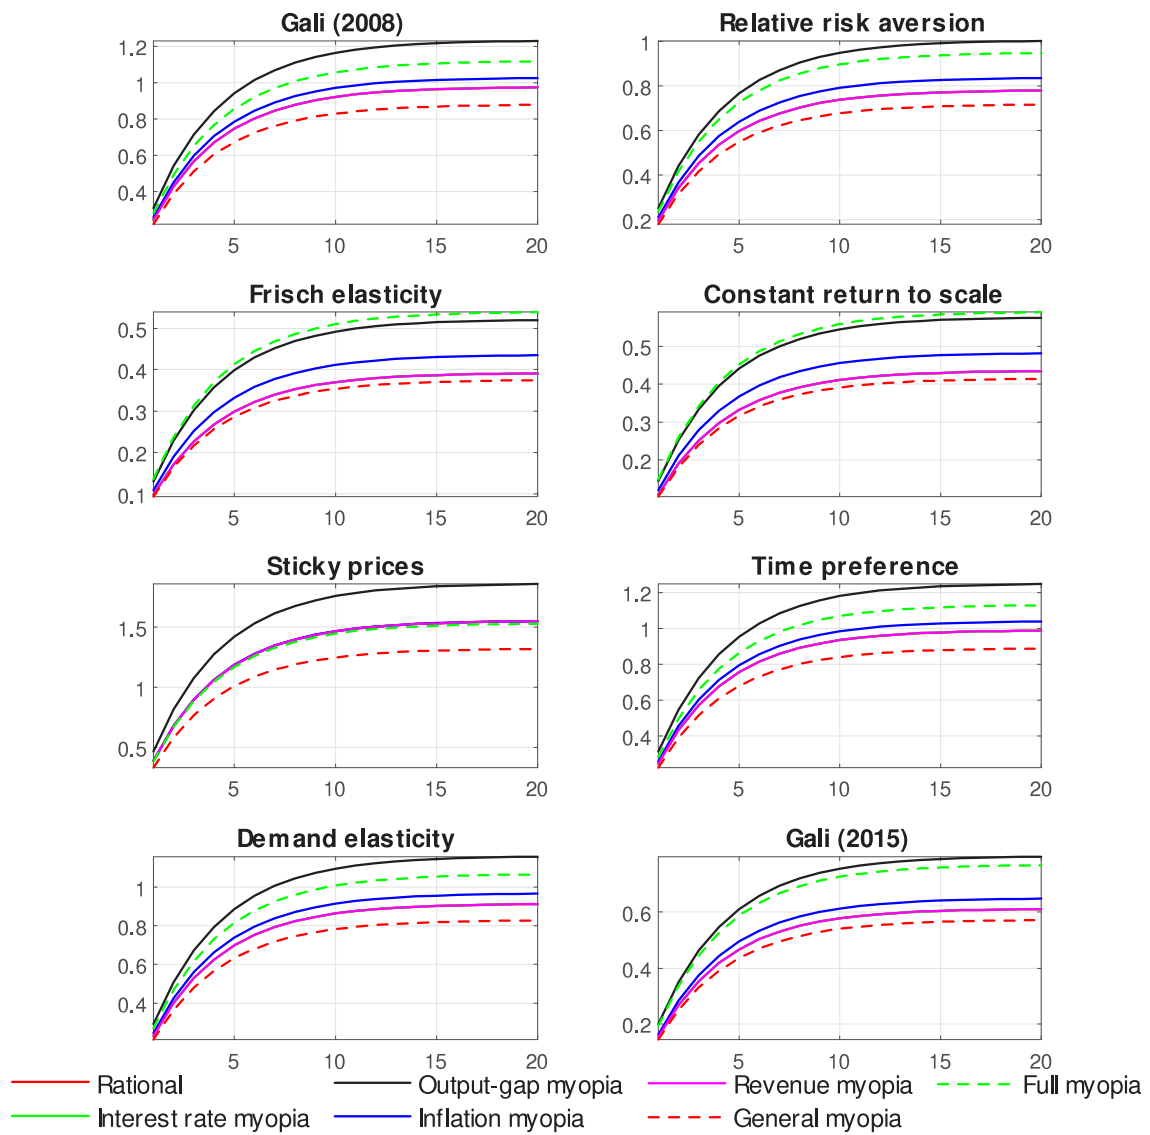 Gali (2008)
1.2
1
0.8
0.6
0.4
5 10 15 20
Relative risk aversion
1
0.8
0.6
0.4
0.2
5 10 15 20
Frisch elasticity
0.5
0.4
0.3
0.2
0.1
5 10 15 20
Constant return to scale
0.5
0.4
0.3
0.2
5 10 15 20
Sticky prices
1.5
1
0.5
5 10 15 20
Time preference
1.2
1
0.8
0.6
0.4
5 10 15 20
Demand elasticity
1
0.8
0.6
0.4
5 10 15 20
Gali (2015)
0.6
0.4
0.2
5 10 15 20
Rational Output-gap myopia Revenue myopia Full myopia
Interest rate myopia Inflation myopia General myopia